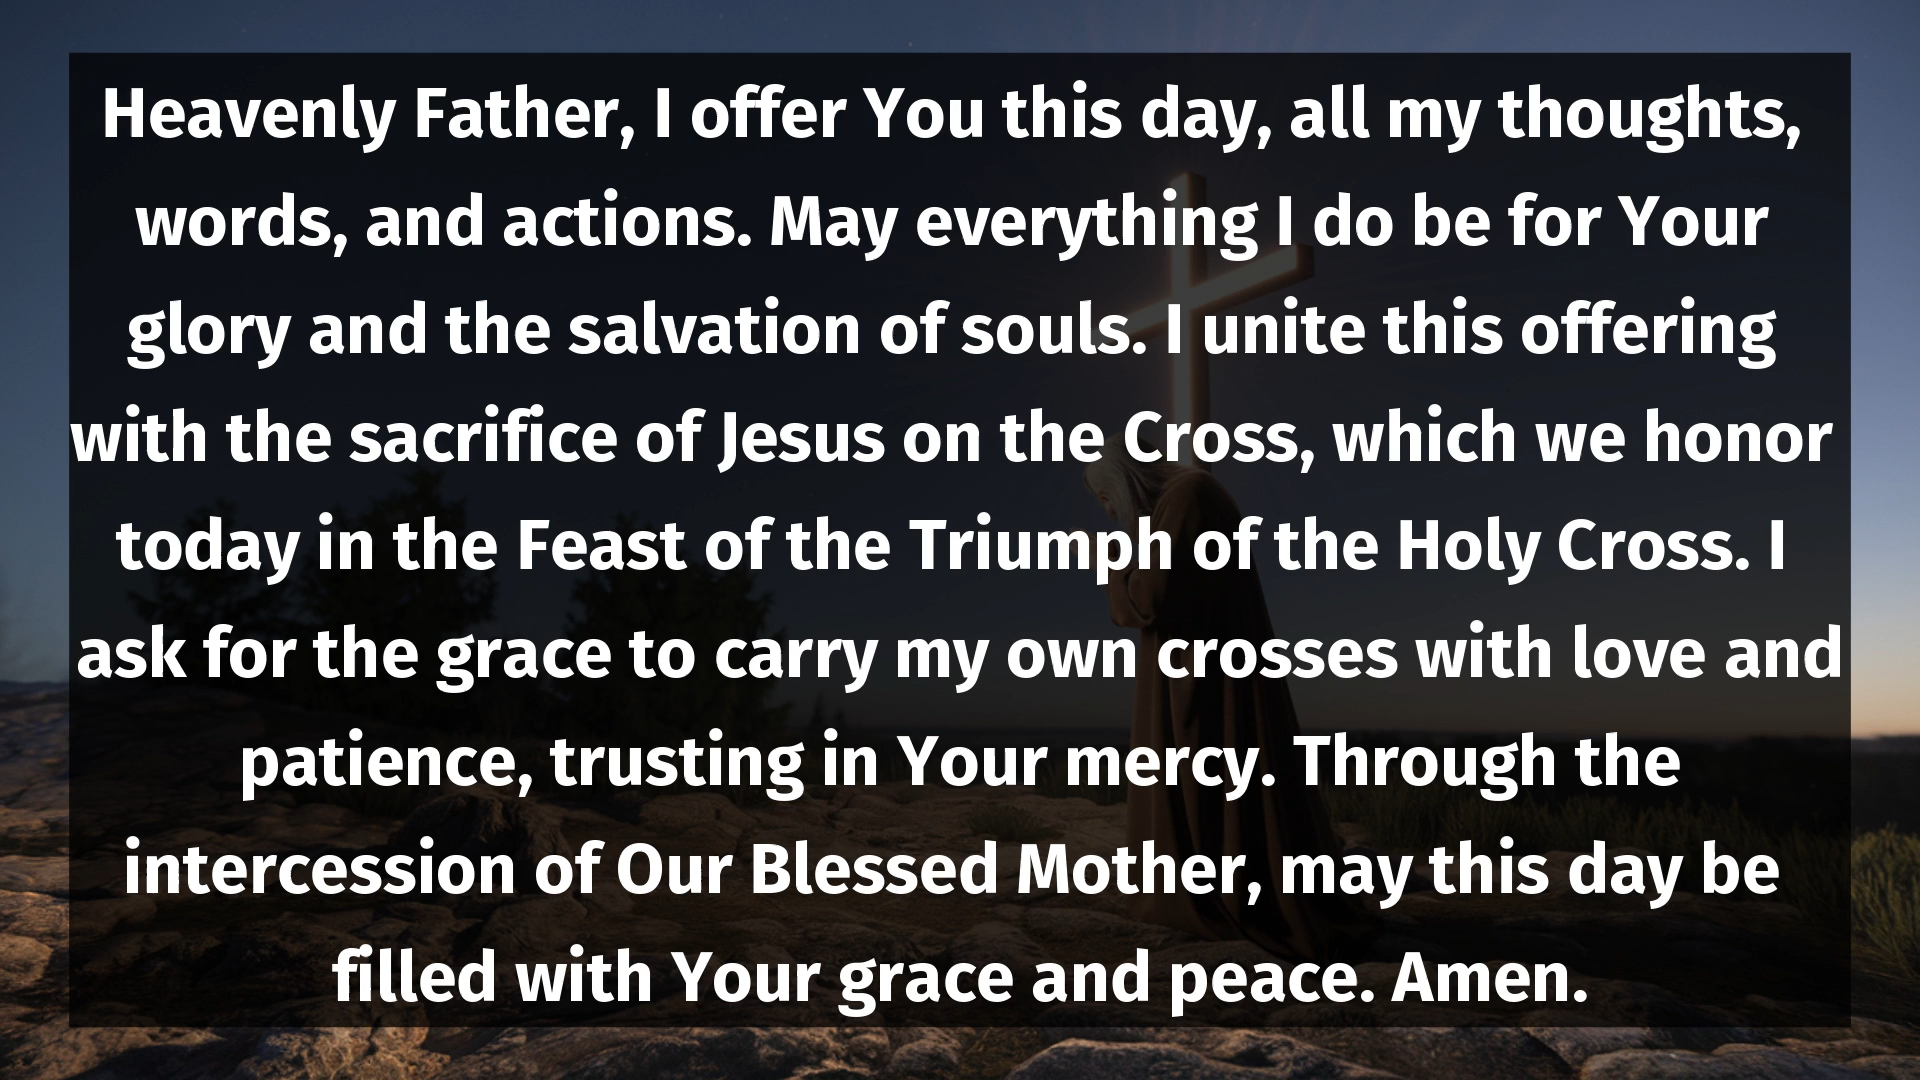 Heavenly Father, I offer You this day, all my thoughts,
words, and actions. May everything I do be for Your
glory and the salvation of souls. I unite this offering
with the sacrifice of Jesus on the Cross, which we honor
today in the Feast of the Triumph of the Holy Cross. I
ask for the grace to carry my own crosses with love and
patience, trusting in Your mercy. Through the
intercession of Our Blessed Mother, may this day be
filled with Your grace and peace. Amen.